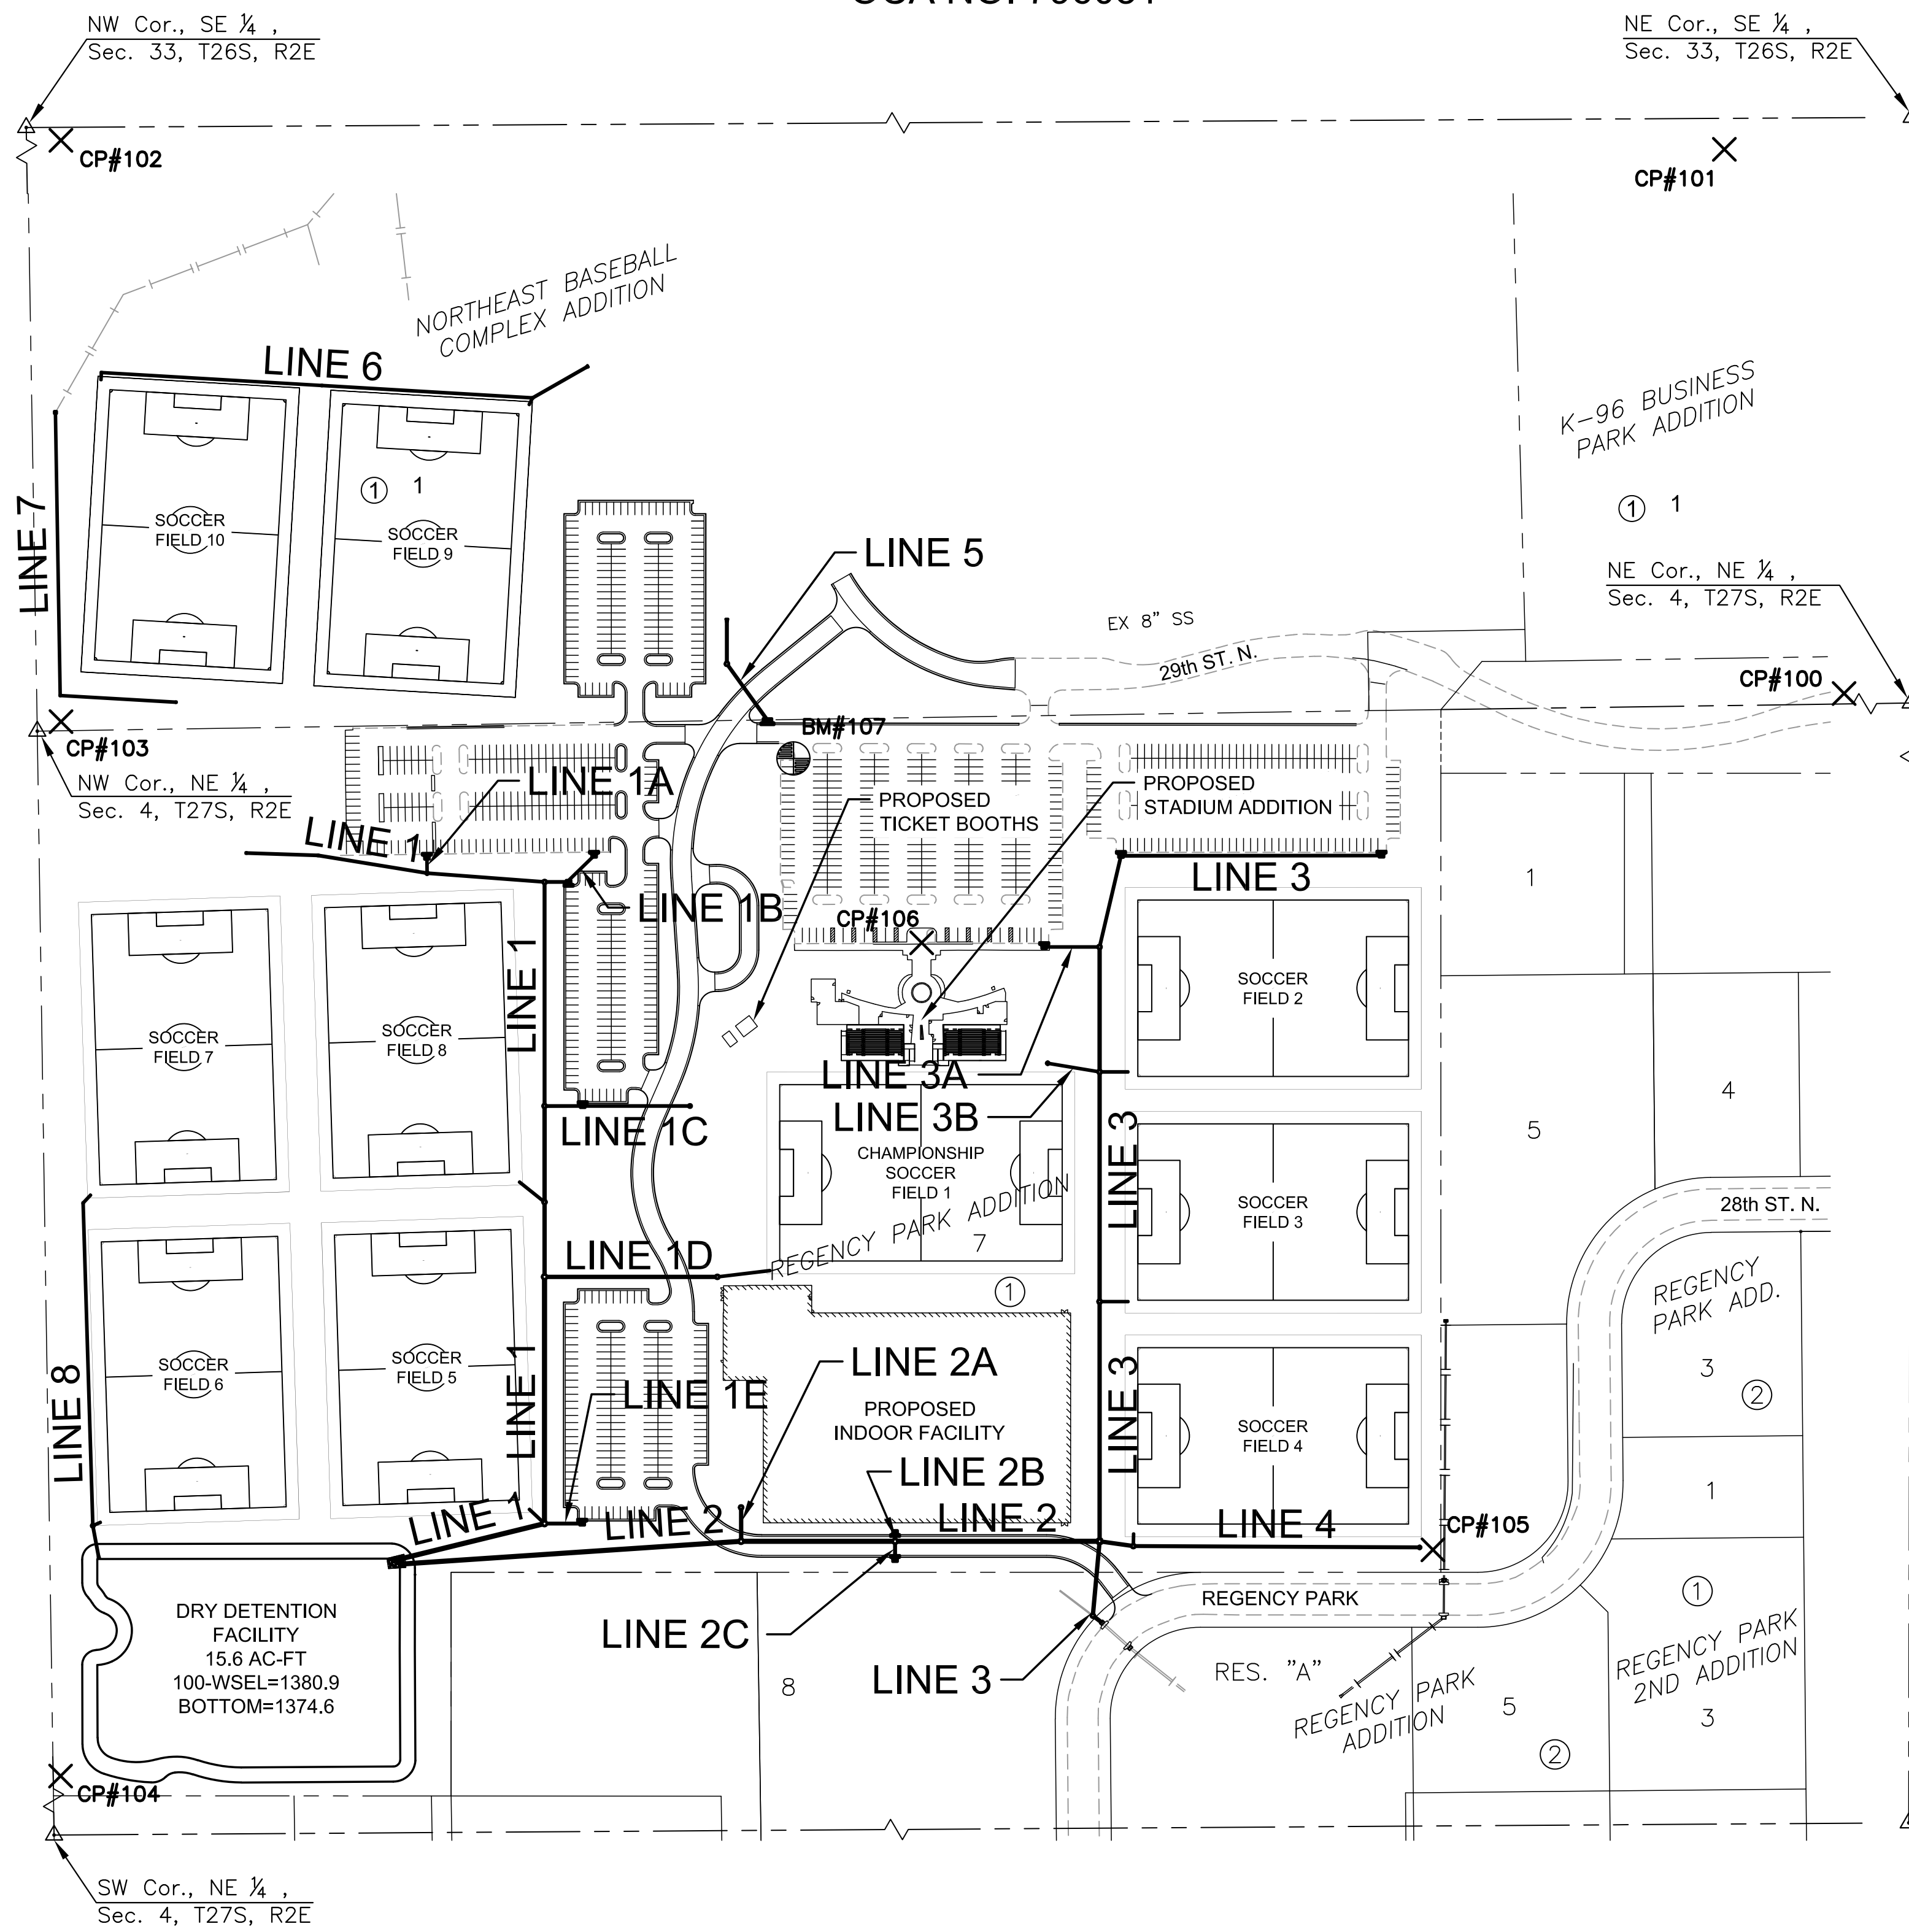 NW Cor., SE ¼ ,
Sec. 33, T26S, R2E
NE Cor., SE ¼ ,
Sec. 33, T26S, R2E
CP#102
CP#101
NORTHEAST BASEBALL
COMPLEX ADDITION
LINE 6
K-96 BUSINESS
PARK ADDITION
1 1
LINE 7
SOCCER
FIELD 10
1 1
SOCCER
FIELD 9
LINE 5
NE Cor., NE ¼ ,
Sec. 4, T27S, R2E
EX 8" SS
29th ST. N.
CP#100
CP#103
BM#107
NW Cor., NE ¼ ,
Sec. 4, T27S, R2E
LINE 1A
PROPOSED
TICKET BOOTHS
PROPOSED
STADIUM ADDITION
LINE 1
LINE 3
1
LINE 1B
CP#106
LINE 1
SOCCER
FIELD 7
SOCCER
FIELD 8
SOCCER
FIELD 2
LINE 3A
LINE 3B
4
5
LINE 1C
CHAMPIONSHIP
SOCCER
FIELD 1
LINE 3
SOCCER
FIELD 3
28th ST. N.
REGENCY PARK ADDITION
7
LINE 1D
1
REGENCY
PARK ADD.
3
2
LINE 8
SOCCER
FIELD 6
SOCCER
FIELD 5
LINE 1
LINE 1E
LINE 2A
PROPOSED
INDOOR FACILITY
LINE 3
SOCCER
FIELD 4
LINE 2B
1
LINE 1
LINE 2
LINE 2
LINE 4
CP#105
DRY DETENTION
FACILITY
15.6 AC-FT
100-WSEL=1380.9
BOTTOM=1374.6
REGENCY PARK
1
LINE 2C
8
LINE 3
RES. "A"
REGENCY PARK
2ND ADDITION
3
REGENCY PARK
ADDITION
5
2
CP#104
SW Cor., NE ¼ ,
Sec. 4, T27S, R2E